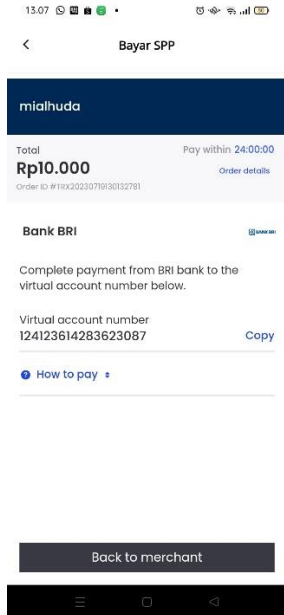 13.07
Bayar SPP
mialhuda
Total
Pay within 24:00:00
Rp10.000
Order details
Order ID #TRX20230719130132781
Bank BRI
BANK BRI
Complete payment from BRI bank to the
virtual account number below.
Virtual account number
124123614283623087
Copy
How to pay
Back to merchant